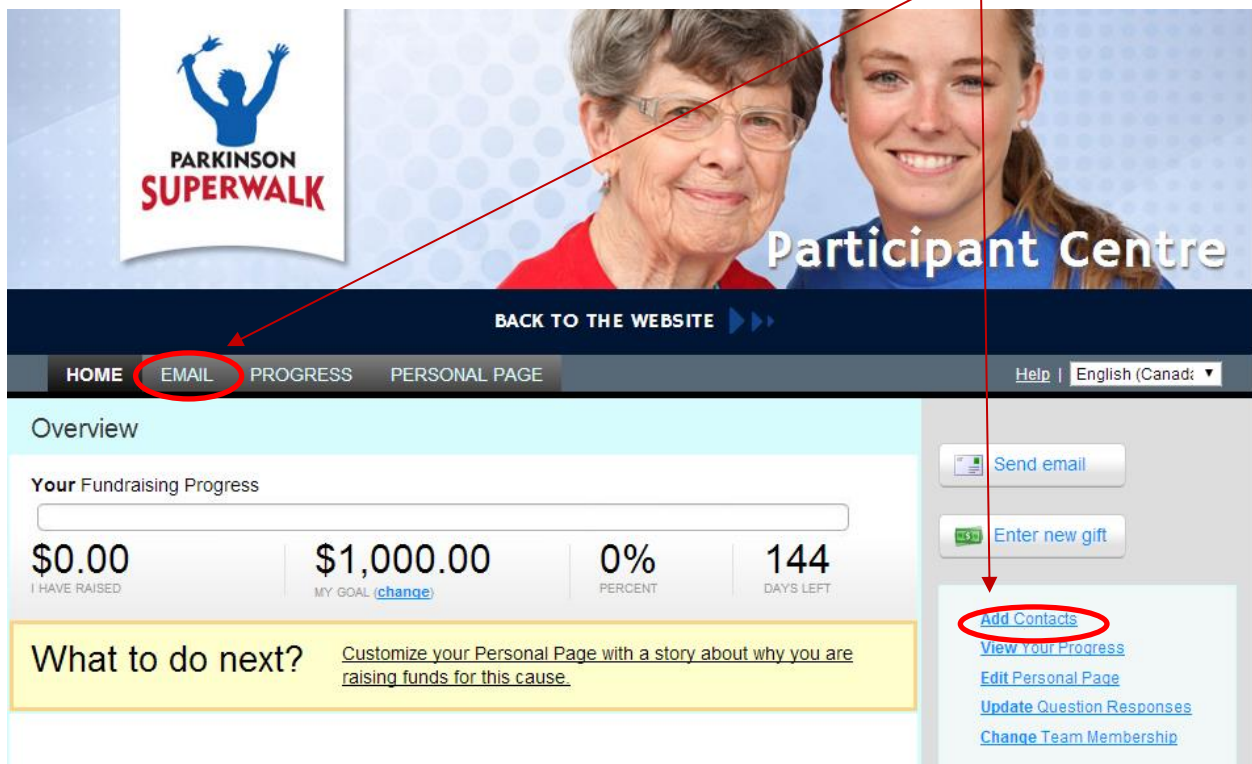 PARKINSON
SUPERWALK
Participant Centre
BACK TO THE WEBSITE
HOME EMAIL PROGRESS PERSONAL PAGE Help | English (Canada
Overview
Your Fundraising Progress
$0.00 $1,000.00 0% 144
I HAVE RAISED MY GOAL (change) PERCENT DAYS LEFT
What to do next? Customize your Personal Page with a story about why you are
raising funds for this cause.
Send email
Enter new gift
Add Contacts
View Your Progress
Edit Personal Page
Update Question Responses
Change Team Membership